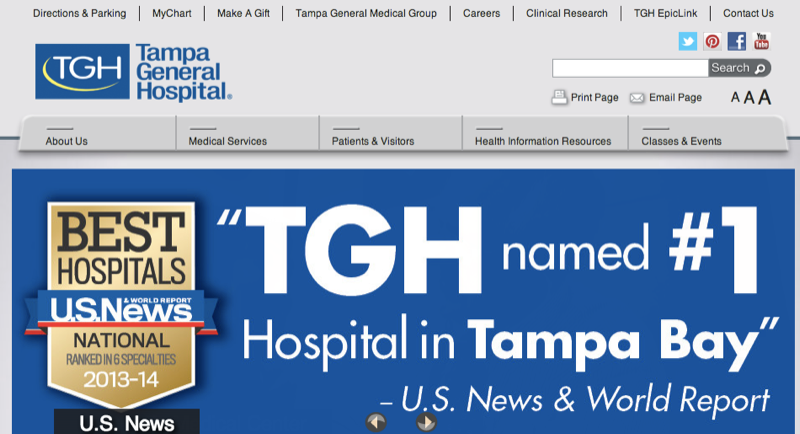 Directions & Parking MyChart Make A Gift Tampa General Medical Group Careers Clinical Research TGH EpicLink Contact Us
You Tube
TGH
Tampa
General
Hospital®
Search
Print Page Email Page A A A
About Us Medical Services Patients & Visitors Health Information Resources Classes & Events
BEST
HOSPITALS
U.S.News & WORLD REPORT
NATIONAL
RANKED IN 6 SPECIALTIES
2013-14
U.S. News
“TGH named #1
Hospital in Tampa Bay”
– U.S. News & World Report